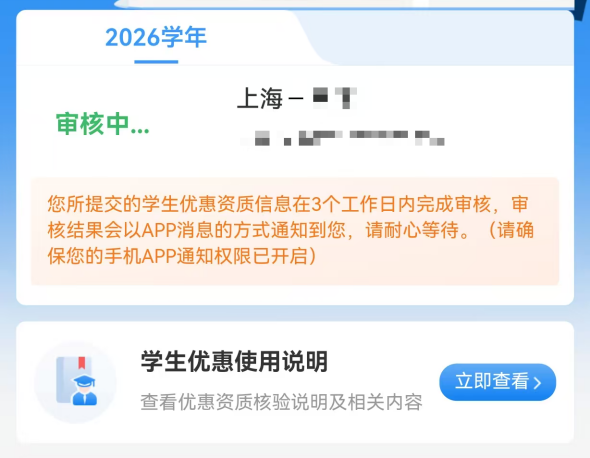 2026学年
上海 –
审核中...
您所提交的学生优惠资质信息在3个工作日内完成审核，审
核结果会以APP消息的方式通知到您，请耐心等待。（请确
保您的手机APP通知权限已开启）
学生优惠使用说明
查看优惠资质核验说明及相关内容
立即查看